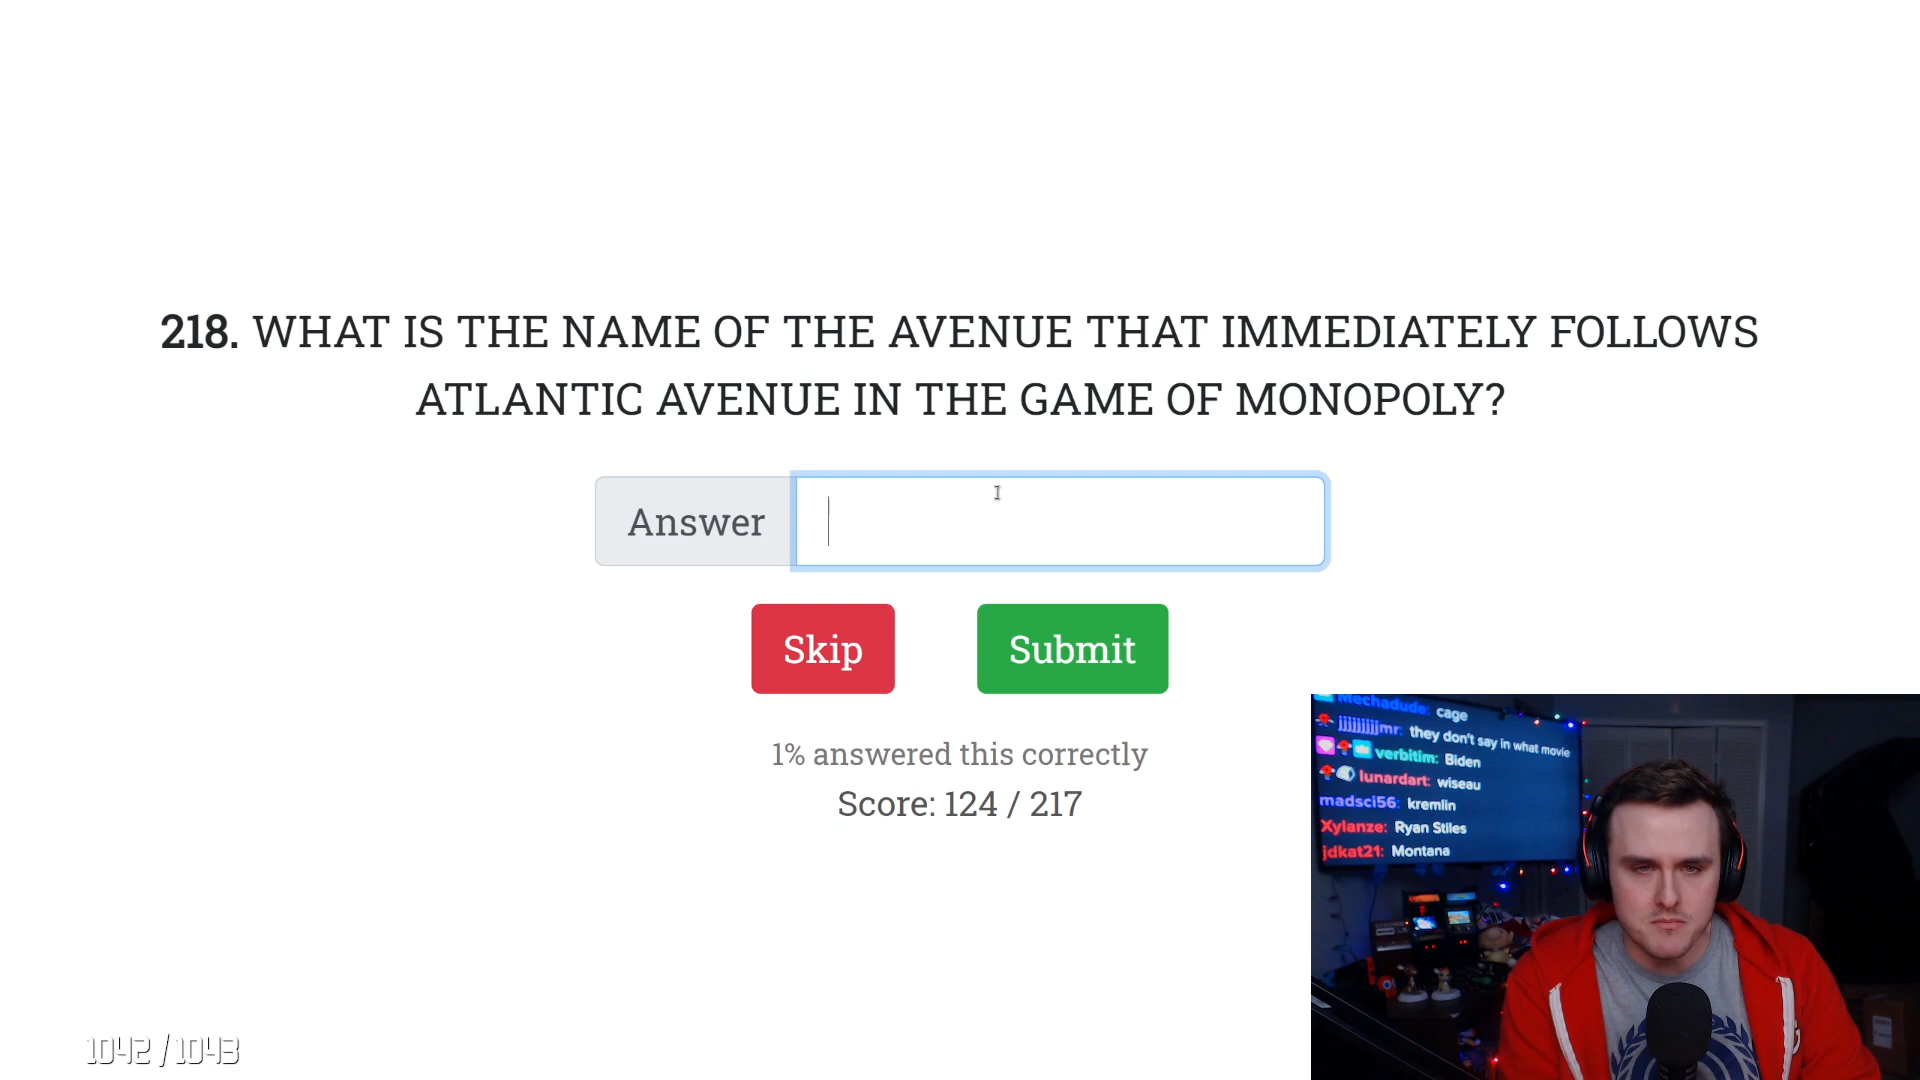 218. WHAT IS THE NAME OF THE AVENUE THAT IMMEDIATELY FOLLOWS
ATLANTIC AVENUE IN THE GAME OF MONOPOLY?
Answer
Skip
Submit
1% answered this correctly
Score: 124 / 217
Mechadude: cage
jjjjjjjjjmr: they don't say in what movie
verbitim: Biden
lunardart: wiseau
madsci56: kremlin
Xylanze: Ryan Stiles
jdkat21: Montana
1042 / 1043